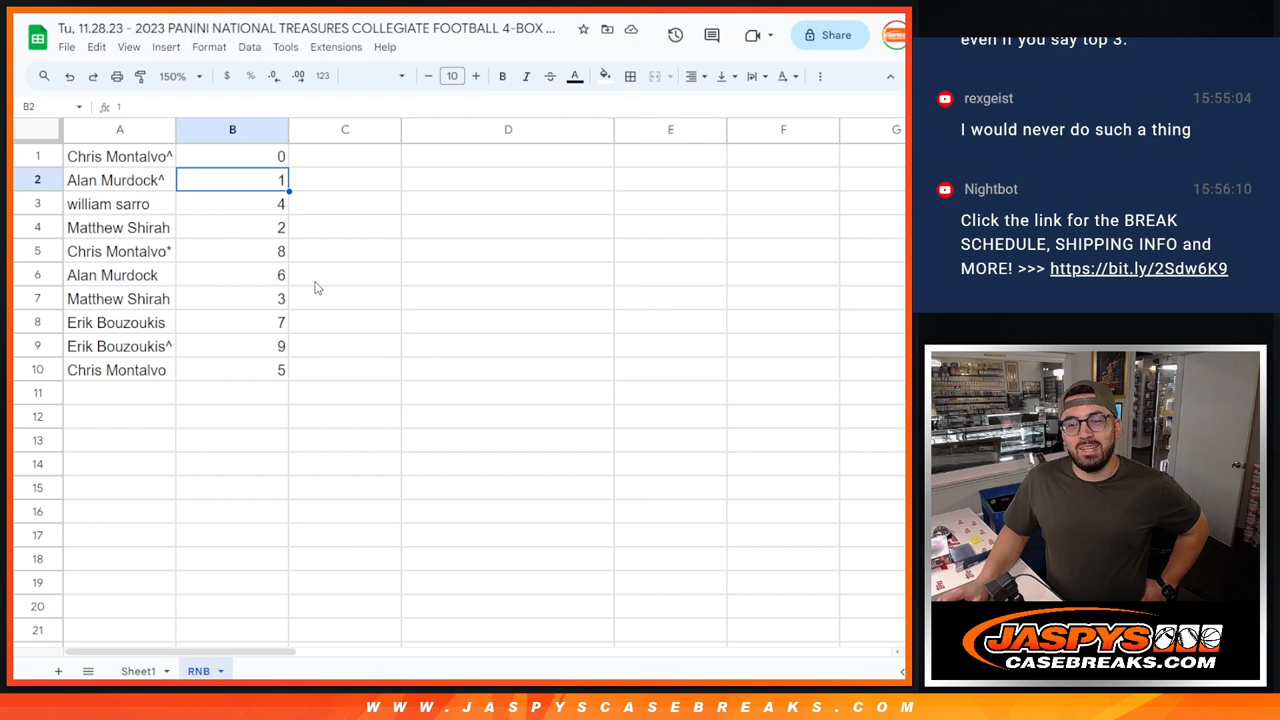 Tu, 11.28.23 - 2023 PANINI NATIONAL TREASURES COLLEGIATE FOOTBALL 4-BOX ...
File Edit View Insert Format Data Tools Extensions Help
Share
150% $ % .0 .00 123 10 B I A
B2 fx 1
A B C D E F G
1 Chris Montalvo^ 0
2 Alan Murdock^ 1
3 william sarro 4
4 Matthew Shirah 2
5 Chris Montalvo* 8
6 Alan Murdock 6
7 Matthew Shirah 3
8 Erik Bouzoukis 7
9 Erik Bouzoukis^ 9
10 Chris Montalvo 5
11
12
13
14
15
16
17
18
19
20
21
Sheet1 RNB
even if you say top 3.
rexgeist 15:55:04
I would never do such a thing
Nightbot 15:56:10
Click the link for the BREAK
SCHEDULE, SHIPPING INFO and
MORE! >>> https://bit.ly/2Sdw6K9
JASPYS
CASEBREAKS.COM
WWW.JASPYSCASEBREAKS.COM